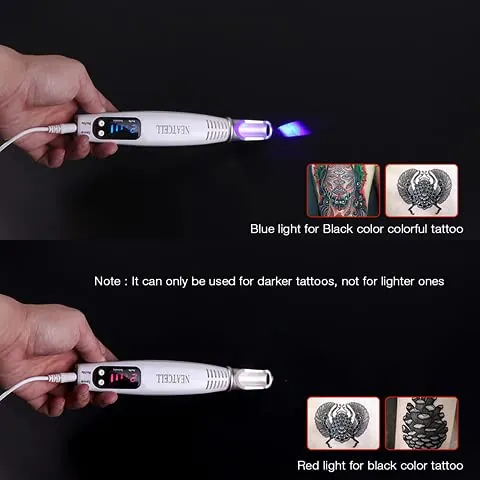 NEATCELL
Blue light for Black color colorful tattoo
Note : It can only be used for darker tattoos, not for lighter ones
NEATCELL
Red light for black color tattoo